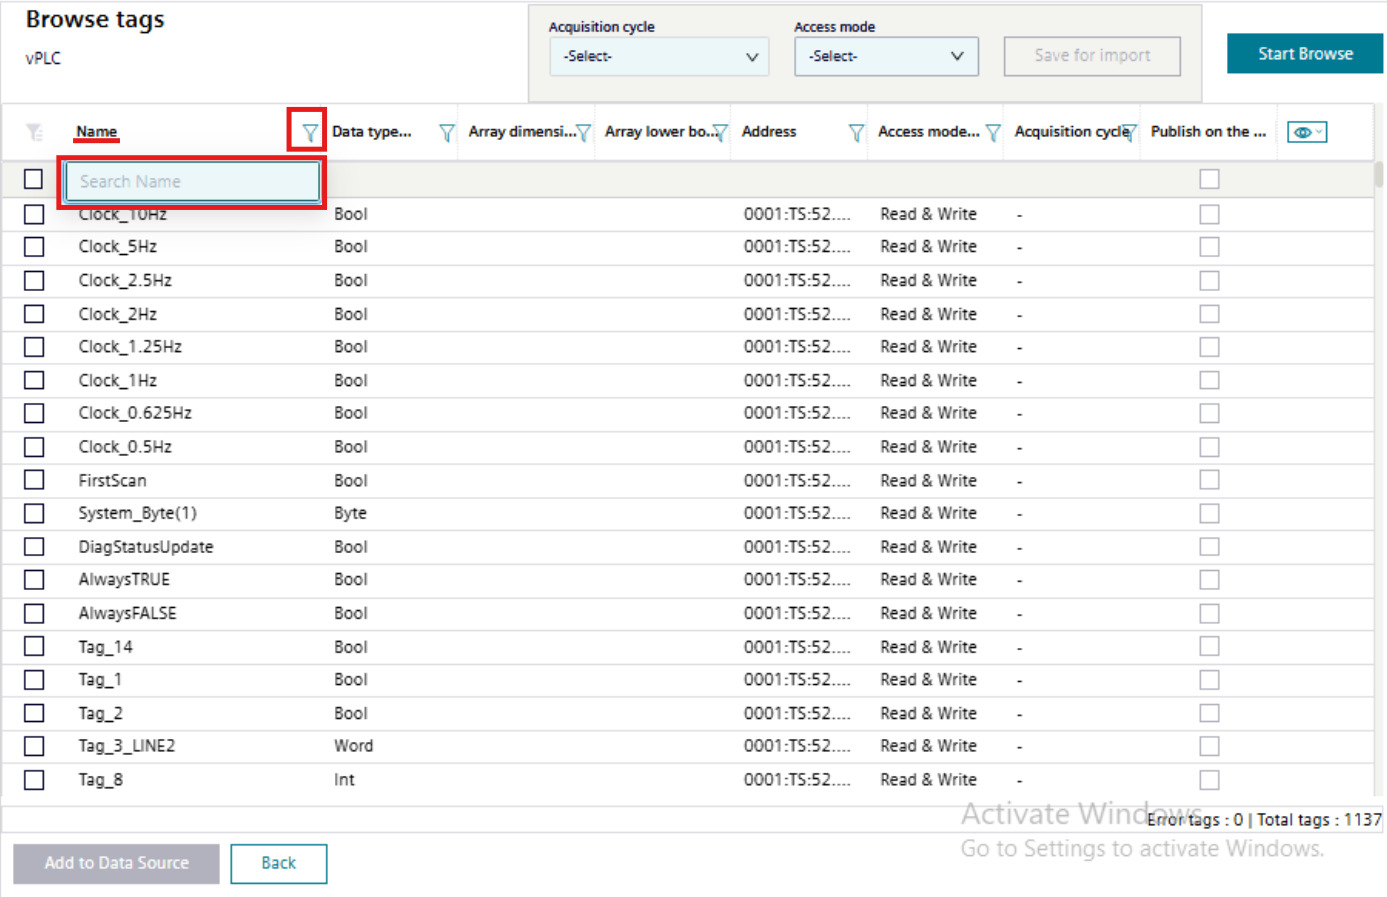 Browse tags
vPLC
Acquisition cycle
Access mode
-Select-
-Select-
Save for import
Start Browse
Name Data type... Array dimensi... Array lower bo... Address Access mode... Acquisition cycle Publish on the ...
Search Name
Clock_10Hz Bool 0001:TS:52.... Read & Write -
Clock_5Hz Bool 0001:TS:52.... Read & Write -
Clock_2.5Hz Bool 0001:TS:52.... Read & Write -
Clock_2Hz Bool 0001:TS:52.... Read & Write -
Clock_1.25Hz Bool 0001:TS:52.... Read & Write -
Clock_1Hz Bool 0001:TS:52.... Read & Write -
Clock_0.625Hz Bool 0001:TS:52.... Read & Write -
Clock_0.5Hz Bool 0001:TS:52.... Read & Write -
FirstScan Bool 0001:TS:52.... Read & Write -
System_Byte(1) Byte 0001:TS:52.... Read & Write -
DiagStatusUpdate Bool 0001:TS:52.... Read & Write -
AlwaysTRUE Bool 0001:TS:52.... Read & Write -
AlwaysFALSE Bool 0001:TS:52.... Read & Write -
Tag_14 Bool 0001:TS:52.... Read & Write -
Tag_1 Bool 0001:TS:52.... Read & Write -
Tag_2 Bool 0001:TS:52.... Read & Write -
Tag_3_LINE2 Word 0001:TS:52.... Read & Write -
Tag_8 Int 0001:TS:52.... Read & Write -
Activate Windows
Error tags : 0 | Total tags : 1137
Go to Settings to activate Windows.
Add to Data Source
Back